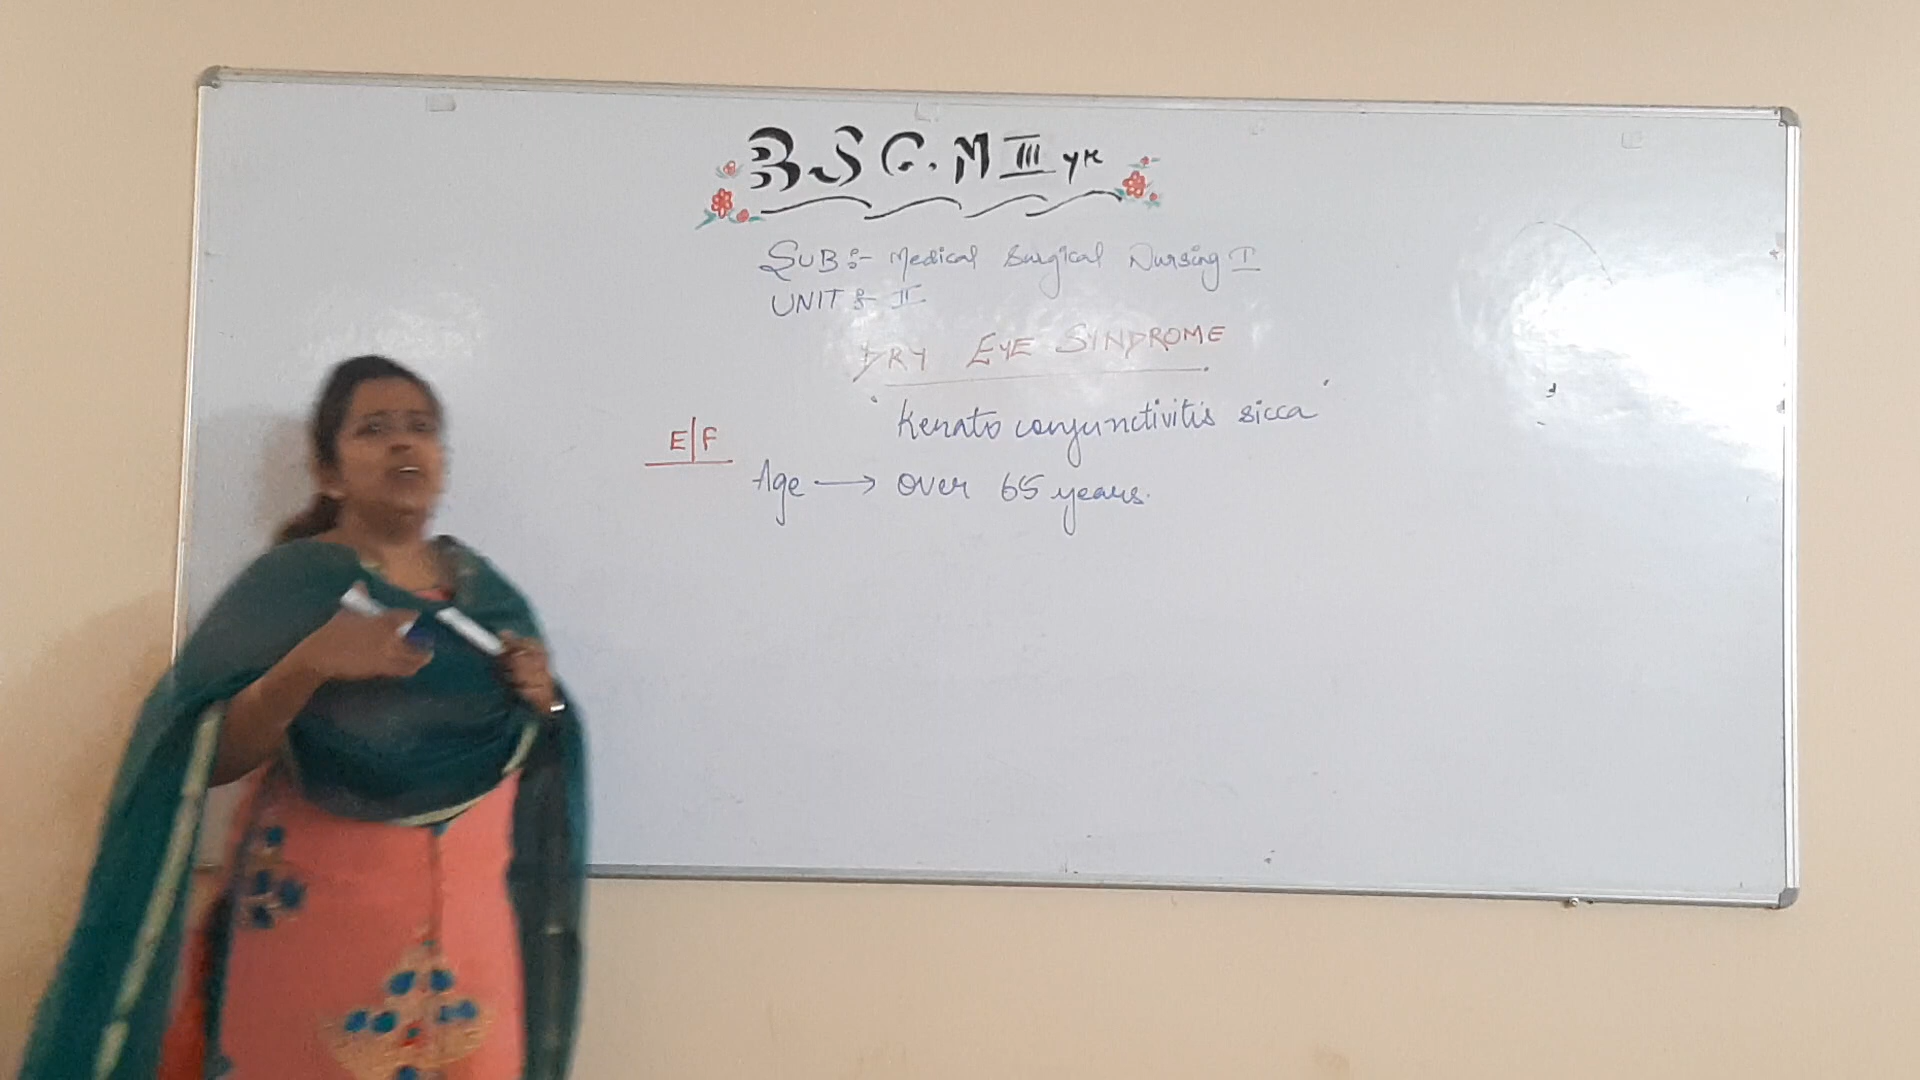 BSC.N III yr
SUB:- Medical Surgical Nursing I
UNIT:- II
DRY EYE SYNDROME
"Kerato conjunctivitis sicca"
E|F
Age → over 65 years.